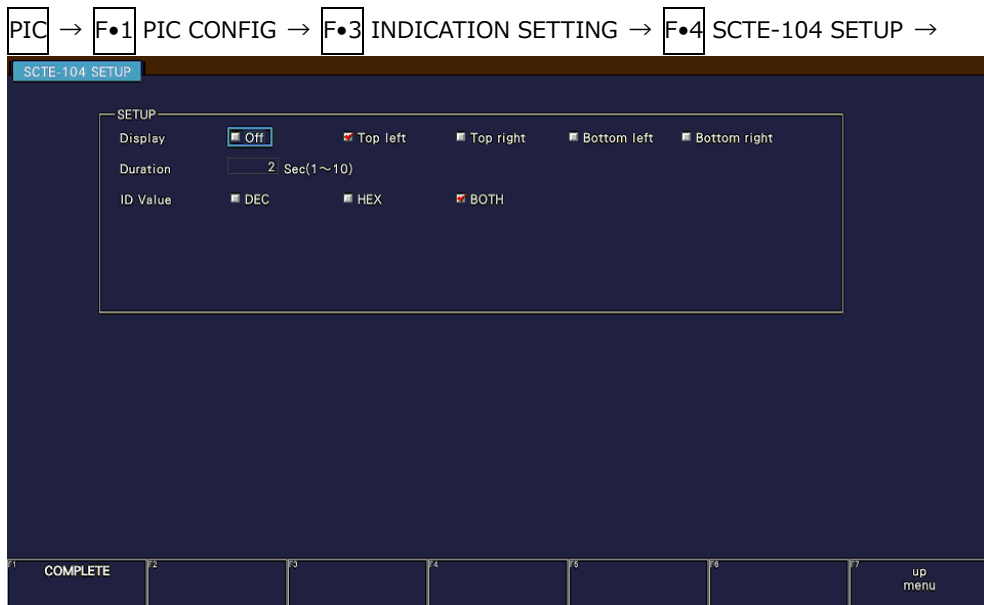 PIC → F•1 PIC CONFIG → F•3 INDICATION SETTING → F•4 SCTE-104 SETUP →
SCTE-104 SETUP
SETUP
Display Off Top left Top right Bottom left Bottom right
Duration 2 Sec(1～10)
ID Value DEC HEX BOTH
F1 COMPLETE F2 F3 F4 F5 F6 F7 up
menu